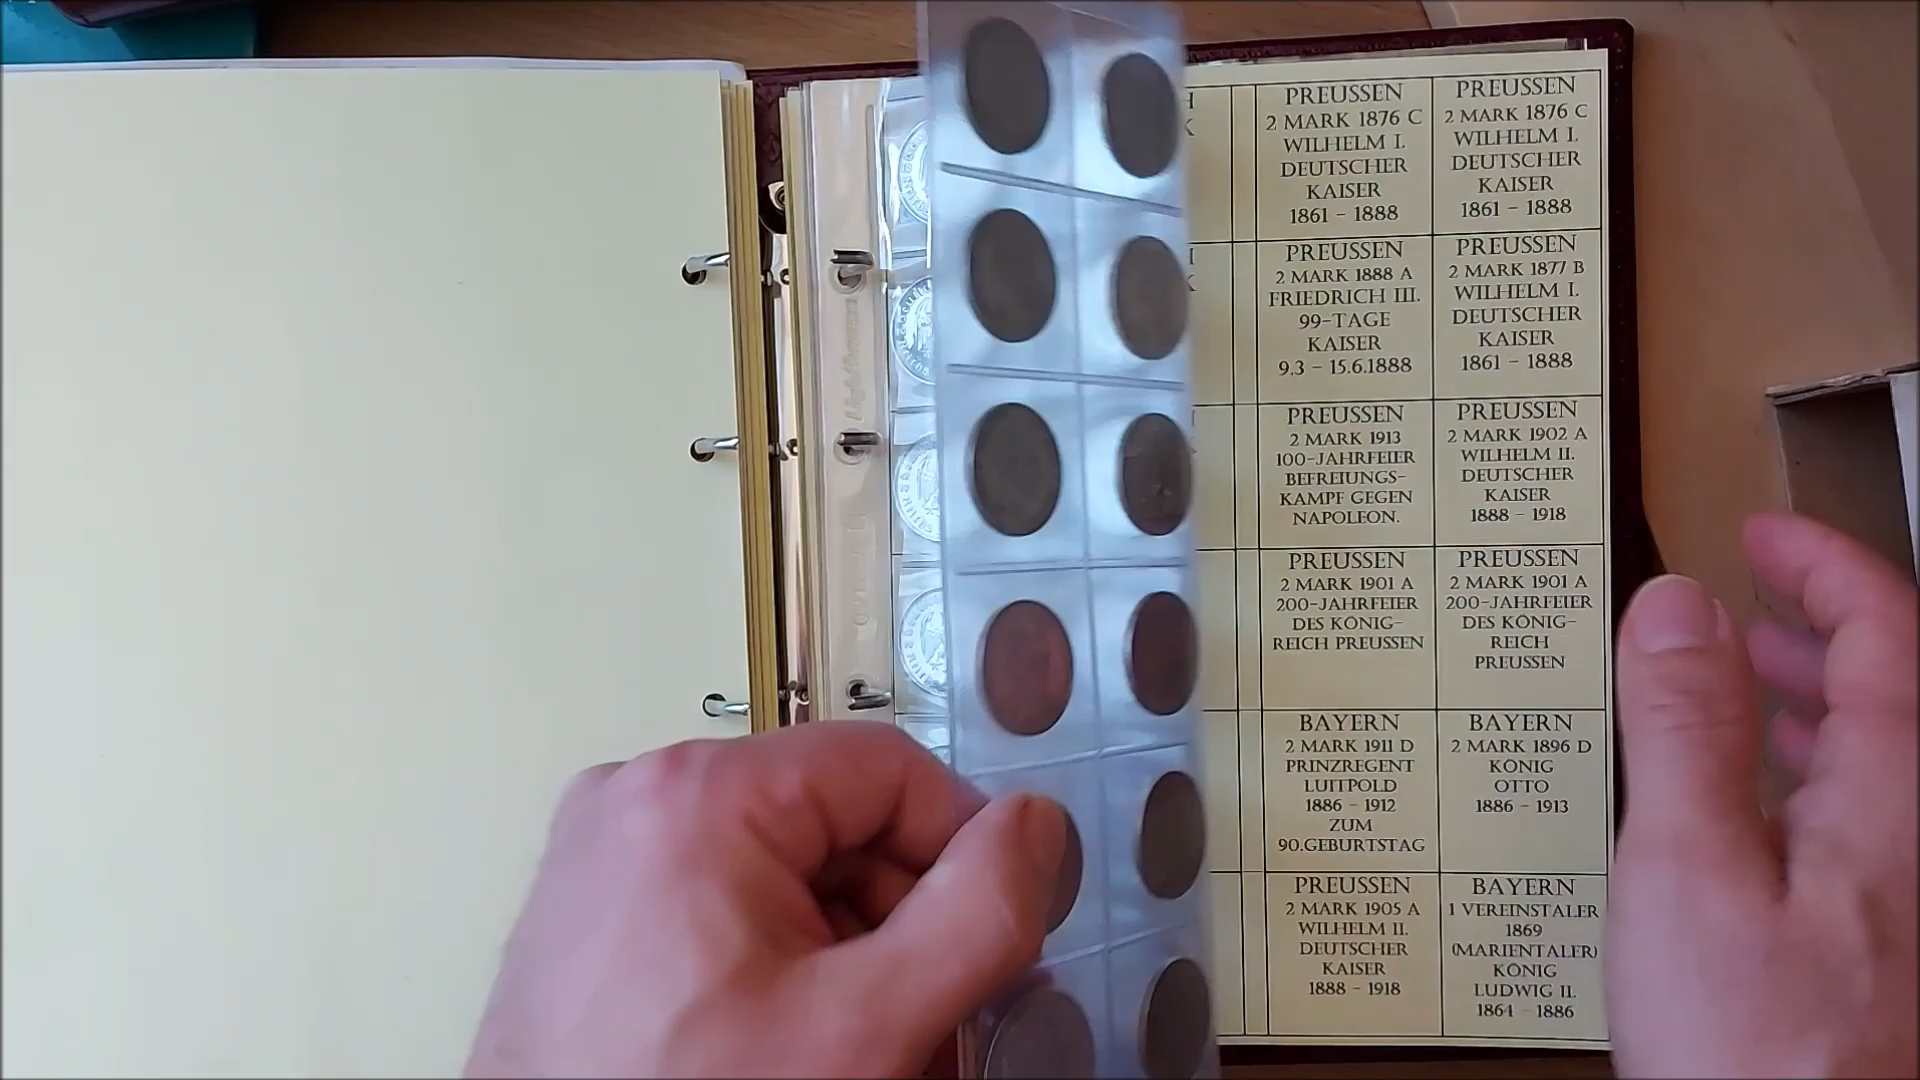 PREUSSEN
2 MARK 1876 C
WILHELM I.
DEUTSCHER
KAISER
1861 - 1888
PREUSSEN
2 MARK 1876 C
WILHELM I.
DEUTSCHER
KAISER
1861 - 1888
PREUSSEN
2 MARK 1888 A
FRIEDRICH III.
99-TAGE
KAISER
9.3 - 15.6.1888
PREUSSEN
2 MARK 1877 B
WILHELM I.
DEUTSCHER
KAISER
1861 - 1888
PREUSSEN
2 MARK 1913
100-JAHRFEIER
BEFREIUNGS-
KAMPF GEGEN
NAPOLEON.
PREUSSEN
2 MARK 1902 A
WILHELM II.
DEUTSCHER
KAISER
1888 - 1918
PREUSSEN
2 MARK 1901 A
200-JAHRFEIER
DES KÖNIG-
REICH PREUSSEN
PREUSSEN
2 MARK 1901 A
200-JAHRFEIER
DES KÖNIG-
REICH
PREUSSEN
BAYERN
2 MARK 1911 D
PRINZREGENT
LUITPOLD
1886 - 1912
ZUM
90.GEBURTSTAG
BAYERN
2 MARK 1896 D
KÖNIG
OTTO
1886 - 1913
PREUSSEN
2 MARK 1905 A
WILHELM II.
DEUTSCHER
KAISER
1888 - 1918
BAYERN
1 VEREINSTALER
1869
(MARIENTALER)
KÖNIG
LUDWIG II.
1864 - 1886